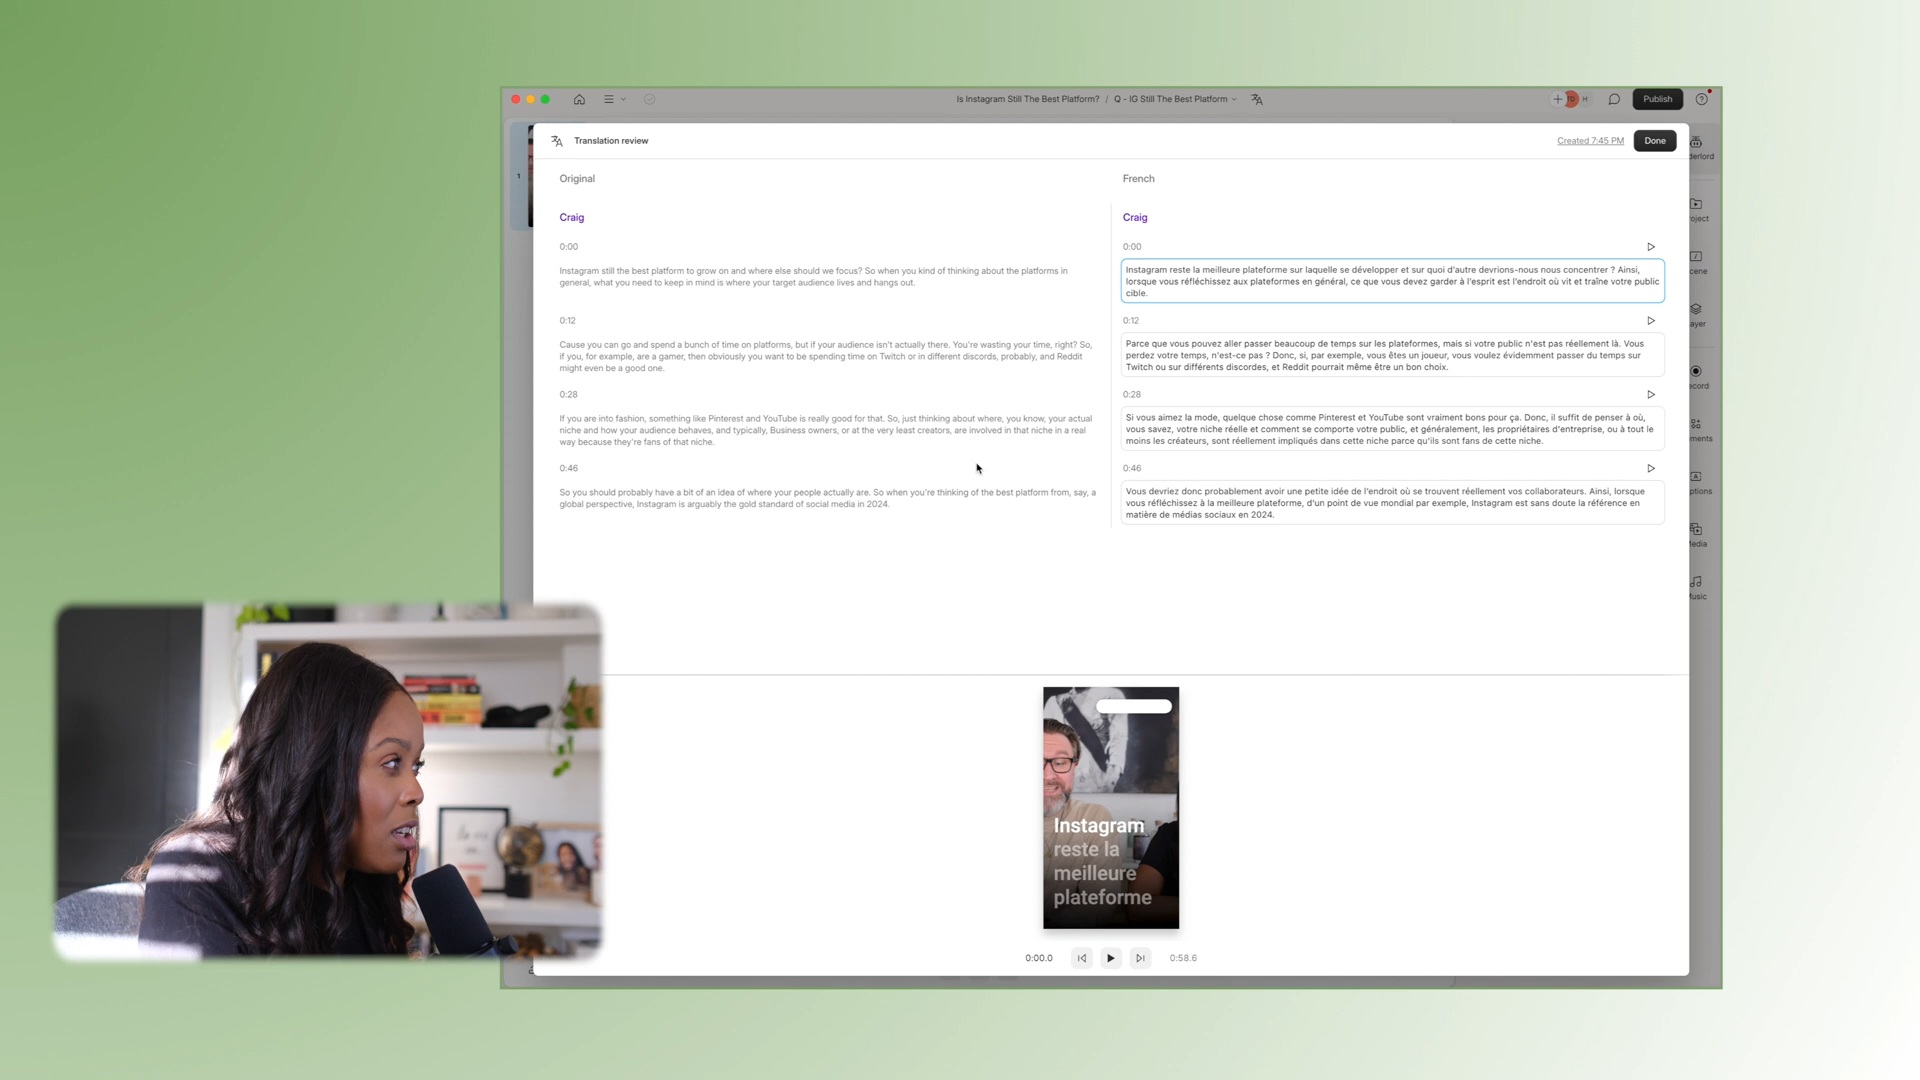 Is Instagram Still The Best Platform? / Q - IG Still The Best Platform
H
Publish
Translation review
Created 7:45 PM
Done
1
Original
French
Craig
Craig
0:00
Instagram still the best platform to grow on and where else should we focus? So when you kind of thinking about the platforms in
general, what you need to keep in mind is where your target audience lives and hangs out.
0:00
Instagram reste la meilleure plateforme sur laquelle se développer et sur quoi d'autre devrions-nous nous concentrer ? Ainsi,
lorsque vous réfléchissez aux plateformes en général, ce que vous devez garder à l'esprit est l'endroit où vit et traîne votre public
cible.
0:12
Cause you can go and spend a bunch of time on platforms, but if your audience isn't actually there. You're wasting your time, right? So,
if you, for example, are a gamer, then obviously you want to be spending time on Twitch or in different discords, probably, and Reddit
might even be a good one.
0:12
Parce que vous pouvez aller passer beaucoup de temps sur les plateformes, mais si votre public n'est pas réellement là. Vous
perdez votre temps, n'est-ce pas ? Donc, si, par exemple, vous êtes un joueur, vous voulez évidemment passer du temps sur
Twitch ou sur différents discordes, et Reddit pourrait même être un bon choix.
0:28
If you are into fashion, something like Pinterest and YouTube is really good for that. So, just thinking about where, you know, your actual
niche and how your audience behaves, and typically, Business owners, or at the very least creators, are involved in that niche in a real
way because they're fans of that niche.
0:28
Si vous aimez la mode, quelque chose comme Pinterest et YouTube sont vraiment bons pour ça. Donc, il suffit de penser à où,
vous savez, votre niche réelle et comment se comporte votre public, et généralement, les propriétaires d'entreprise, ou à tout le
moins les créateurs, sont réellement impliqués dans cette niche parce qu'ils sont fans de cette niche.
0:46
So you should probably have a bit of an idea of where your people actually are. So when you're thinking of the best platform from, say, a
global perspective, Instagram is arguably the gold standard of social media in 2024.
0:46
Vous devriez donc probablement avoir une petite idée de l'endroit où se trouvent réellement vos collaborateurs. Ainsi, lorsque
vous réfléchissez à la meilleure plateforme, d'un point de vue mondial par exemple, Instagram est sans doute la référence en
matière de médias sociaux en 2024.
derlord
oject
cene
ayer
ecord
ments
ptions
Media
Music
Instagram
reste la
meilleure
plateforme
0:00.0
0:58.6